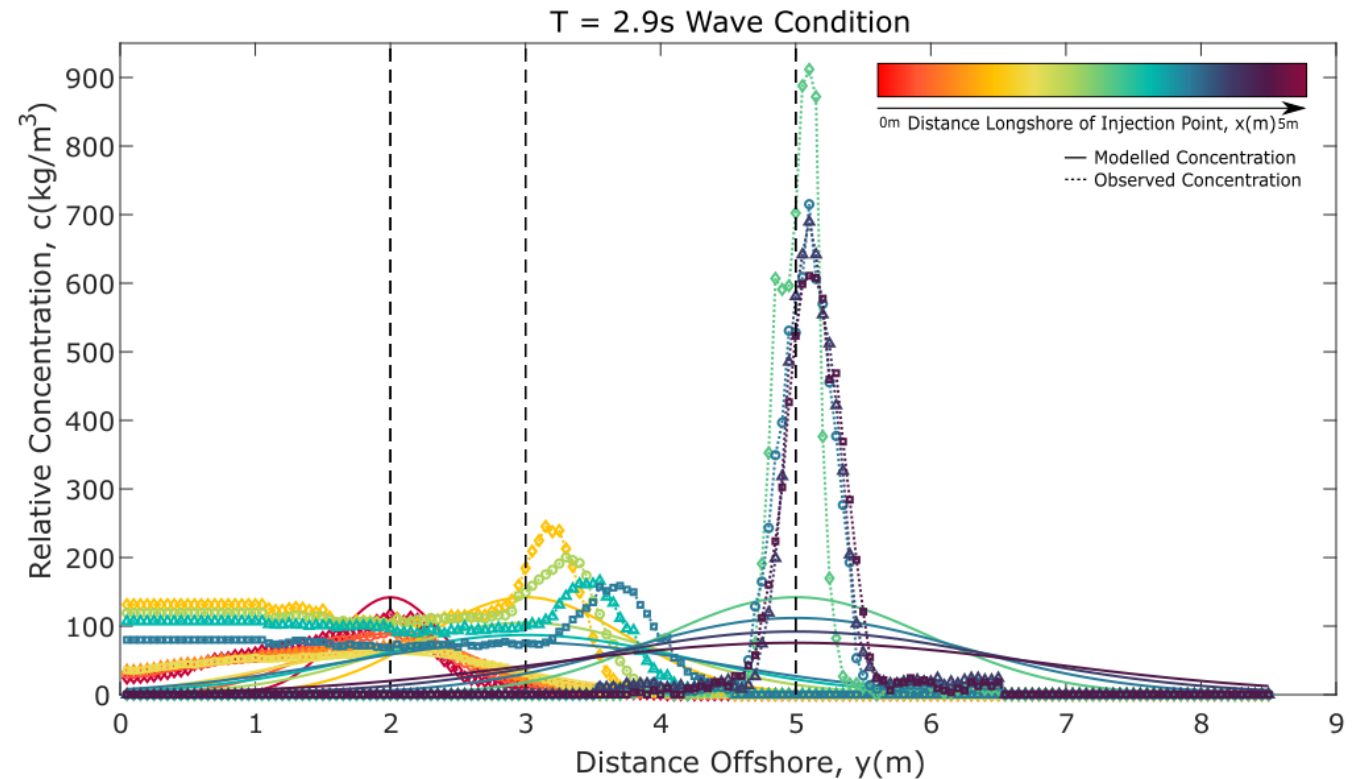 T = 2.9s Wave Condition
0m Distance Longshore of Injection Point, x(m) 5m
— Modelled Concentration
···· Observed Concentration
Relative Concentration, c(kg/m³)
900
800
700
600
500
400
300
200
100
0
0 1 2 3 4 5 6 7 8 9
Distance Offshore, y(m)